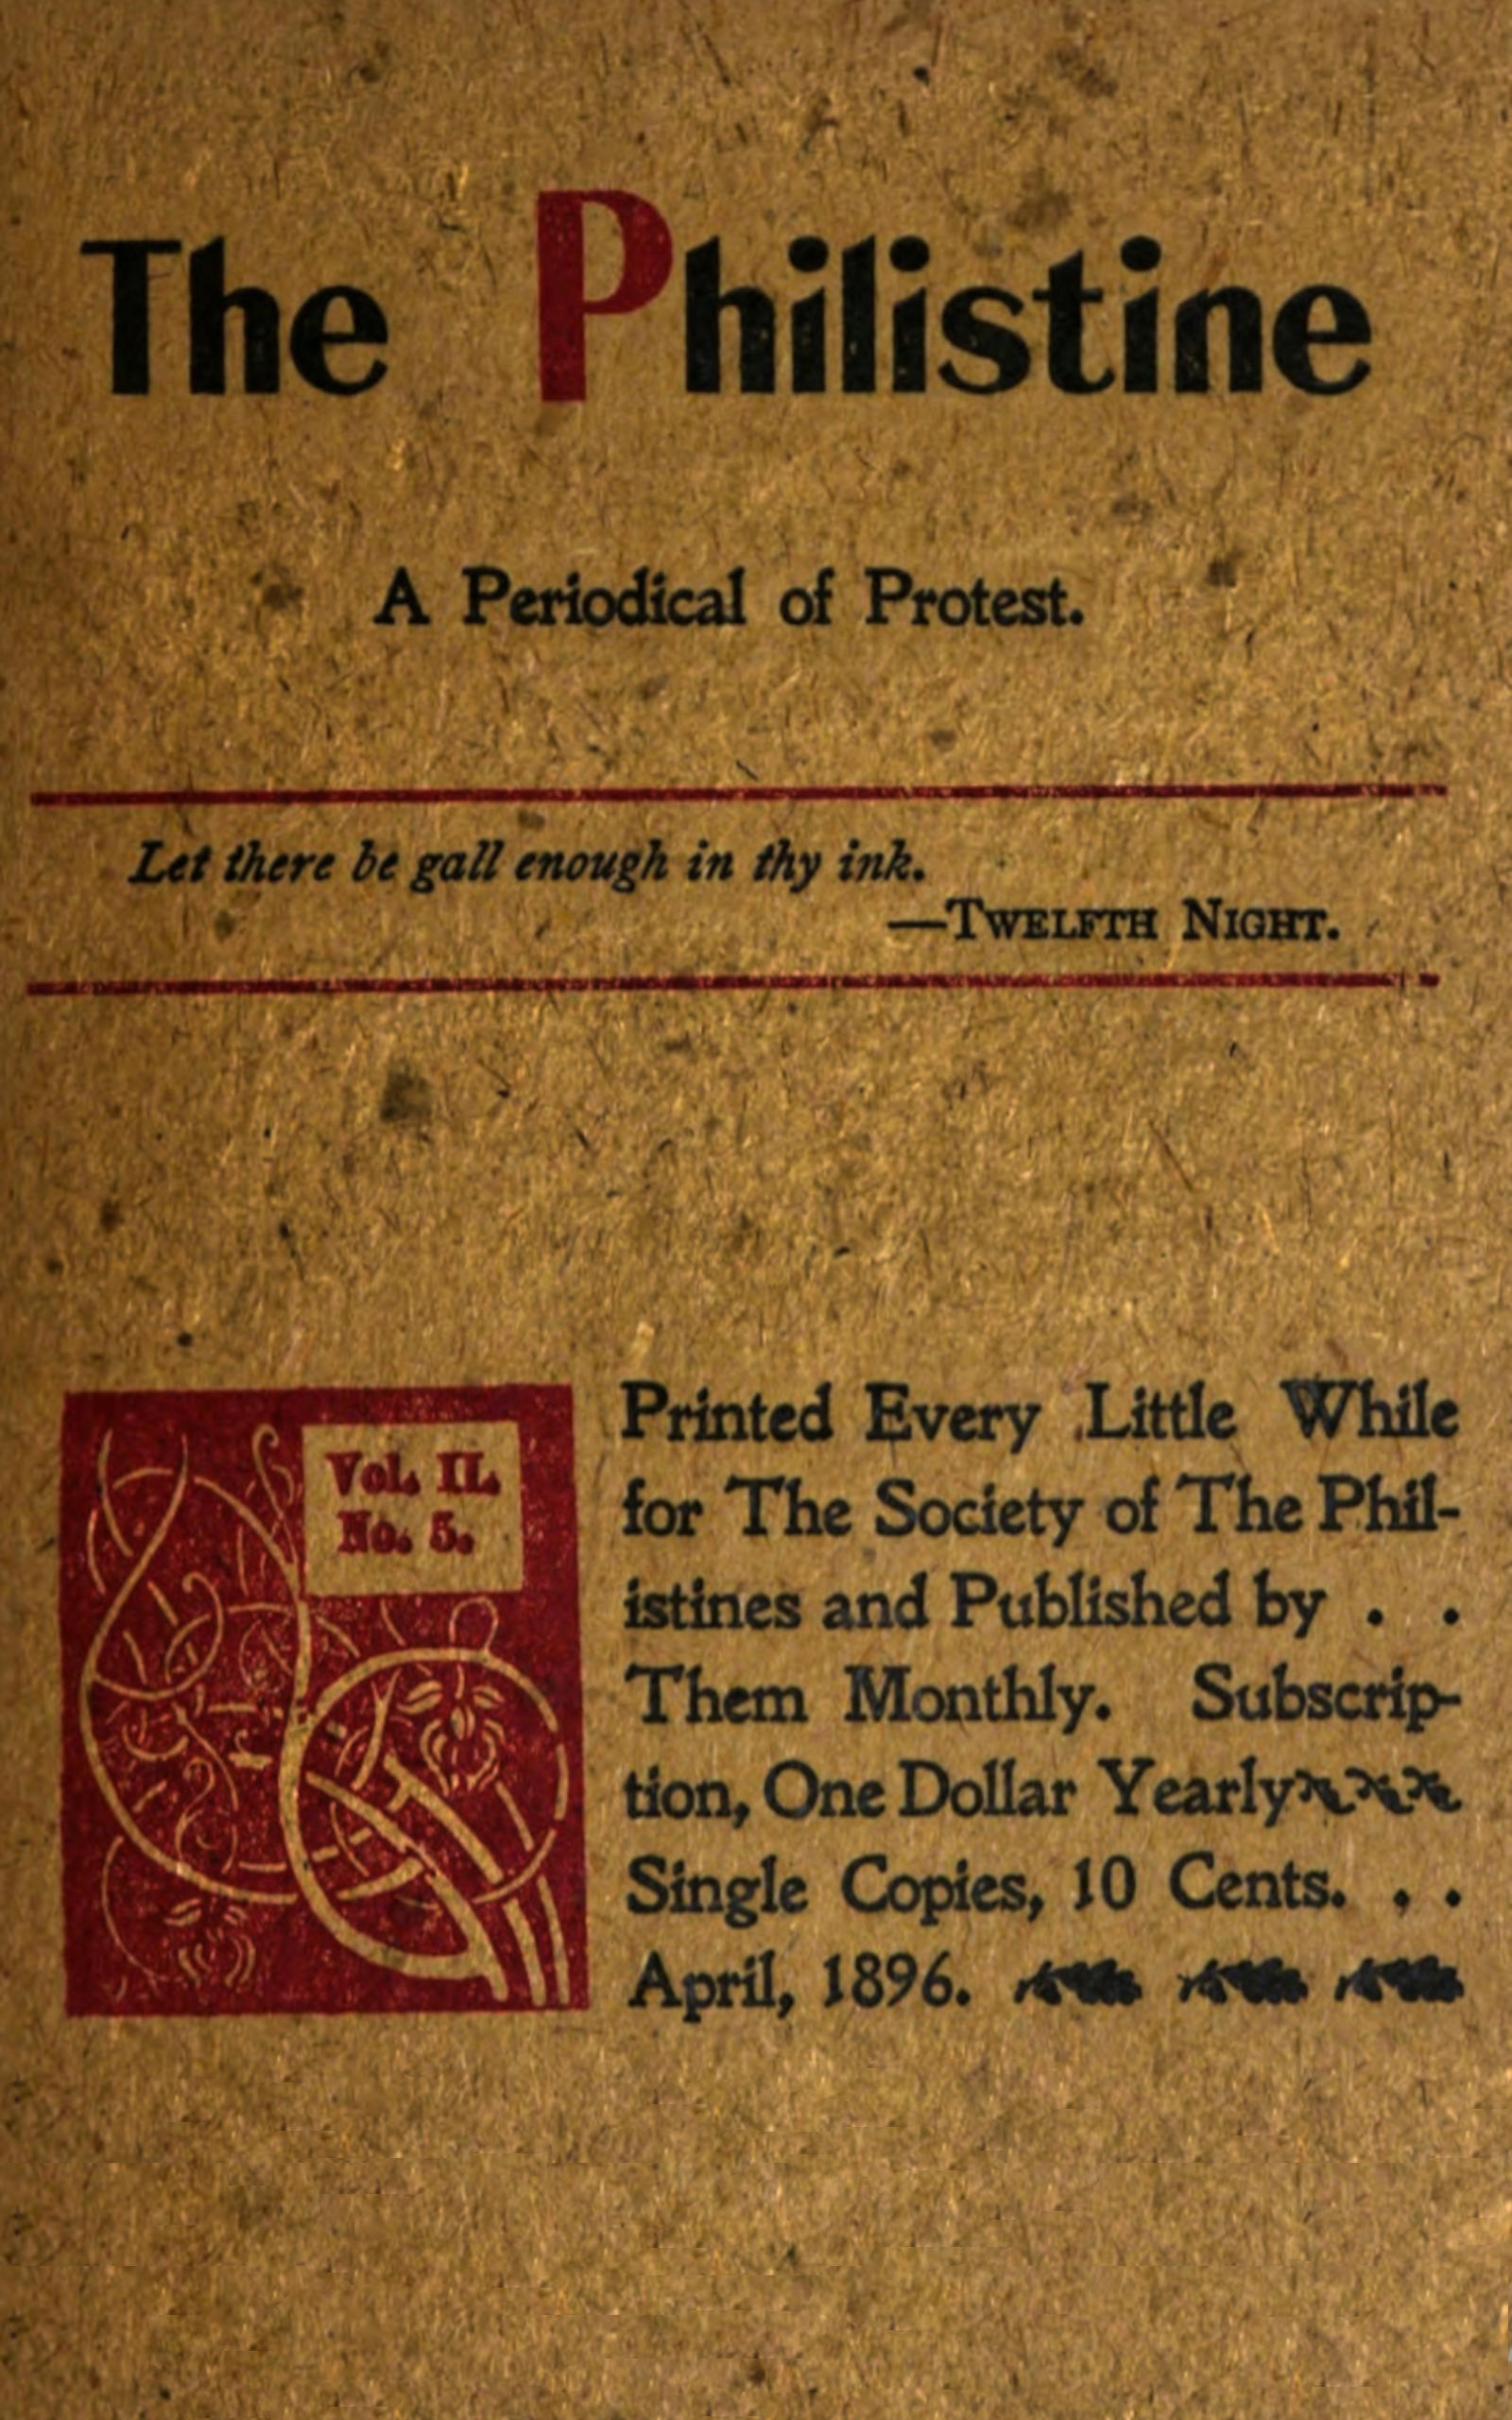 The Philistine
A Periodical of Protest.
Let there be gall enough in thy ink.
—TWELFTH NIGHT.
Vol. II.
No. 5.
Printed Every Little While
for The Society of The Phil-
istines and Published by . .
Them Monthly. Subscrip-
tion, One Dollar Yearly
Single Copies, 10 Cents. . .
April, 1896.